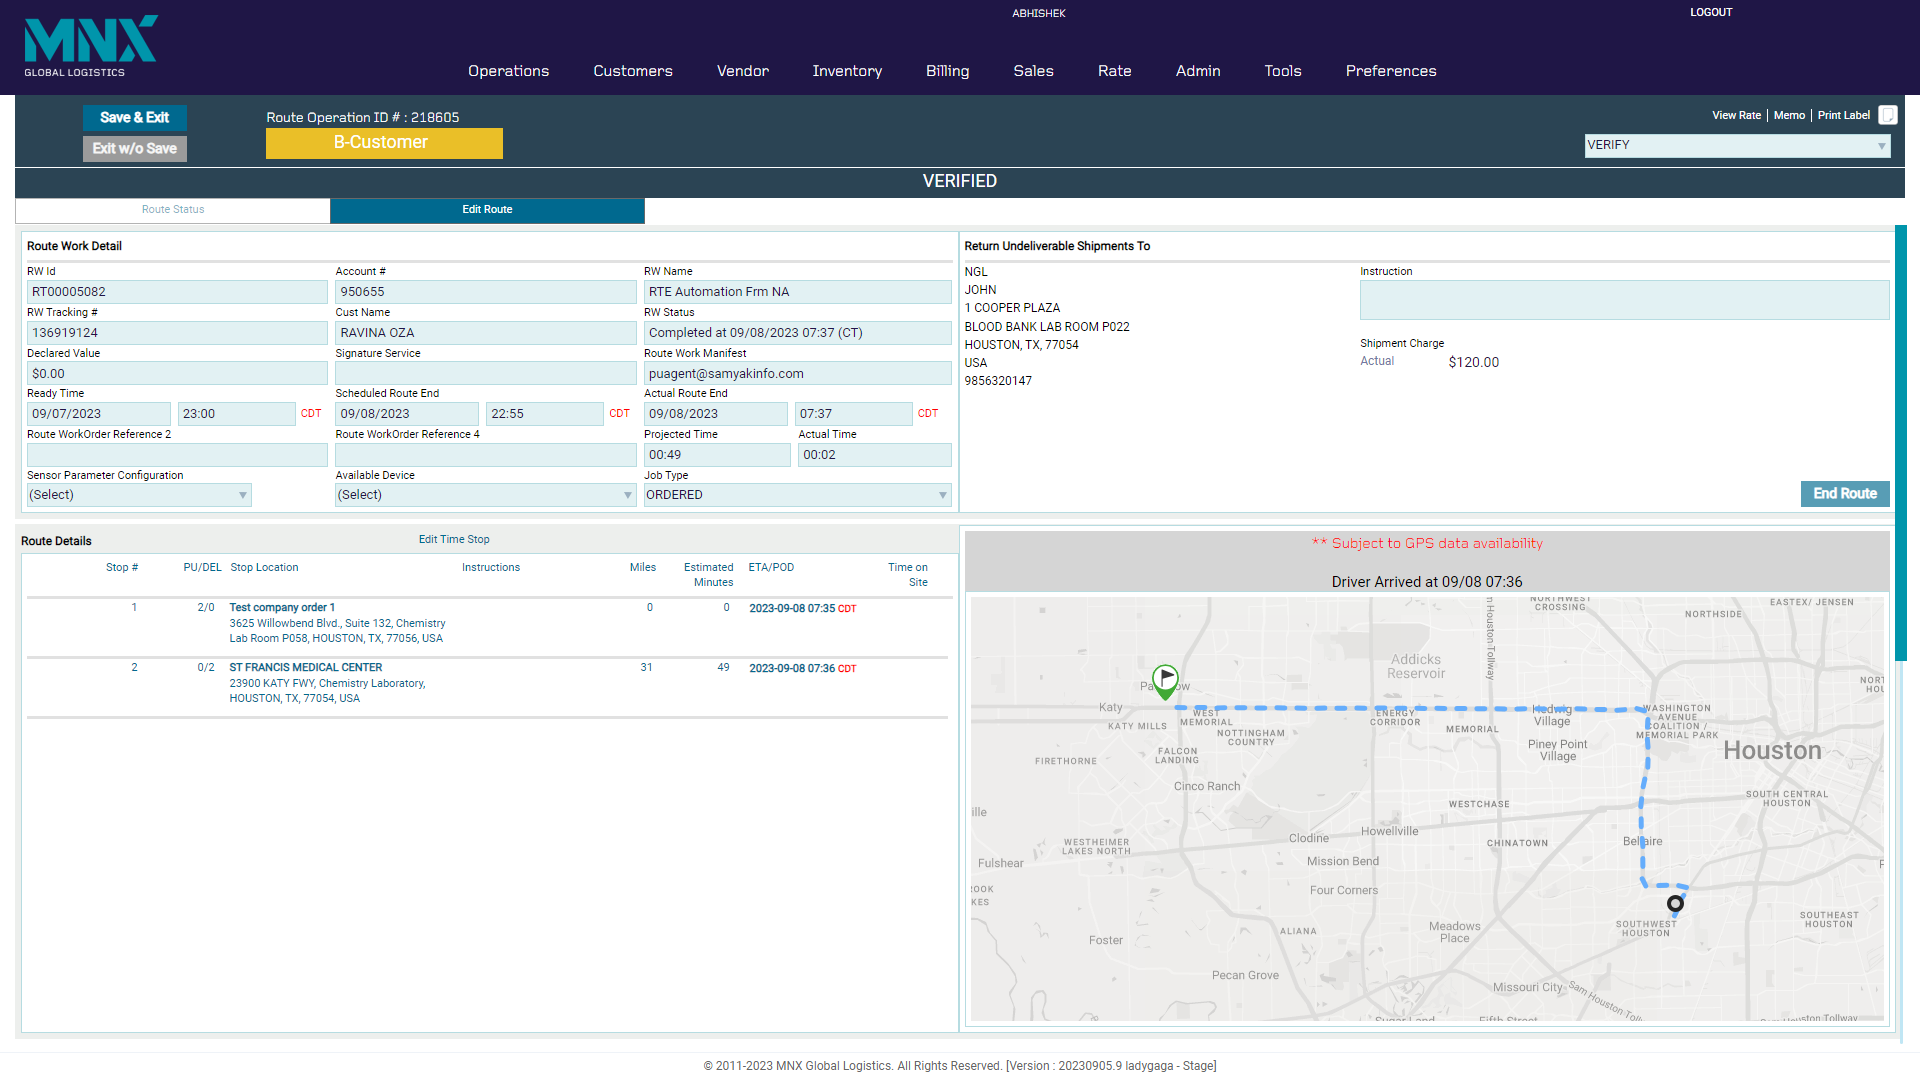 MNX
GLOBAL LOGISTICS
ABHISHEK
LOGOUT
Operations Customers Vendor Inventory Billing Sales Rate Admin Tools Preferences
Save & Exit
Exit w/o Save
Route Operation ID # : 218605
B-Customer
View Rate | Memo | Print Label
VERIFY
VERIFIED
Route Status Edit Route
Route Work Detail
RW Id Account # RW Name
RT00005082 950655 RTE Automation Frm NA
RW Tracking # Cust Name RW Status
136919124 RAVINA OZA Completed at 09/08/2023 07:37 (CT)
Declared Value Signature Service Route Work Manifest
$0.00 puagent@samyakinfo.com
Ready Time Scheduled Route End Actual Route End
09/07/2023 23:00 CDT 09/08/2023 22:55 CDT 09/08/2023 07:37 CDT
Route WorkOrder Reference 2 Route WorkOrder Reference 4 Projected Time Actual Time
00:49 00:02
Sensor Parameter Configuration Available Device Job Type
(Select) (Select) ORDERED
Return Undeliverable Shipments To
NGL
JOHN
1 COOPER PLAZA
BLOOD BANK LAB ROOM P022
HOUSTON, TX, 77054
USA
9856320147
Instruction
Shipment Charge
Actual $120.00
End Route
Route Details Edit Time Stop
Stop # PU/DEL Stop Location Instructions Miles Estimated Minutes ETA/POD Time on Site
1 2/0 Test company order 1 0 0 2023-09-08 07:35 CDT
3625 Willowbend Blvd., Suite 132, Chemistry
Lab Room P058, HOUSTON, TX, 77056, USA
2 0/2 ST FRANCIS MEDICAL CENTER 31 49 2023-09-08 07:36 CDT
23900 KATY FWY, Chemistry Laboratory,
HOUSTON, TX, 77054, USA
** Subject to GPS data availability
Driver Arrived at 09/08 07:36
NORTHWEST
CROSSING
EASTEX/ JENSEN
NORTHSIDE
n Houston Tollway
Addicks
Reservoir
Katy
KATY MILLS
WEST
MEMORIAL
NOTTINGHAM
COUNTRY
ENERGY
CORRIDOR
MEMORIAL
Hedwig
Village
Piney Point
Village
WASHINGTON
AVENUE
COALITION /
MEMORIAL PARK
Houston
FALCON
LANDING
FIRETHORNE
Cinco Ranch
SOUTH CENTRAL
HOUSTON
WESTCHASE
Howellville
Clodine
CHINATOWN
Bellaire
WESTHEIMER
LAKES NORTH
Mission Bend
Fulshear
Four Corners
SOUTHEAST
HOUSTON
SOUTHWEST
HOUSTON
Meadows
Place
ALIANA
Foster
Pecan Grove
Missouri City
Sam Houston Toll
© 2011-2023 MNX Global Logistics. All Rights Reserved. [Version : 20230905.9 ladygaga - Stage]